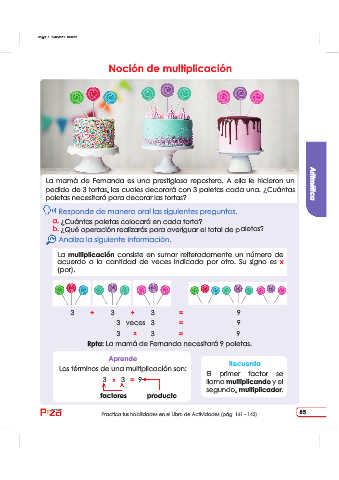 Noción de multiplicación
La mamá de Fernanda es una prestigiosa repostera. A ella le hicieron un
pedido de 3 tortas, las cuales decorará con 3 paletas cada una. ¿Cuántas
paletas necesitará para decorar las tortas?
Responde de manera oral las siguientes preguntas.
a. ¿Cuántas paletas colocará en cada torta?
b. ¿Qué operación realizarás para averiguar el total de paletas?
Analiza la siguiente información.
Aritmética
La multiplicación consiste en sumar reiteradamente un número de
acuerdo a la cantidad de veces indicada por otro. Su signo es x
(por).
3 + 3 + 3 = 9
3 veces 3 = 9
3 x 3 = 9
Rpta: La mamá de Fernanda necesitará 9 paletas.
Aprende
Los términos de una multiplicación son:
3 x 3 = 9
factores producto
Recuerda
El primer factor se
llama multiplicando y el
segundo, multiplicador.
Practica tus habilidades en el Libro de Actividades (pág. 161 - 163)
85